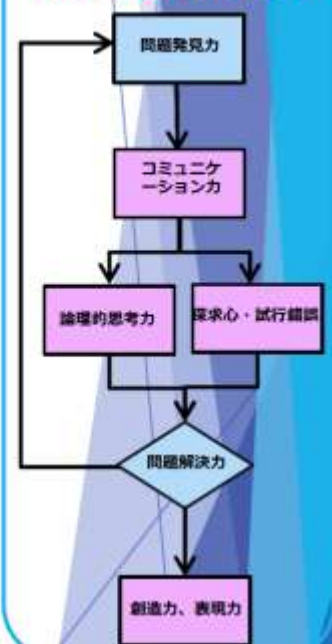 問題発見力
コミュニケ
ーション力
論理的思考力
探求心・試行錯誤
問題解決力
創造力、表現力